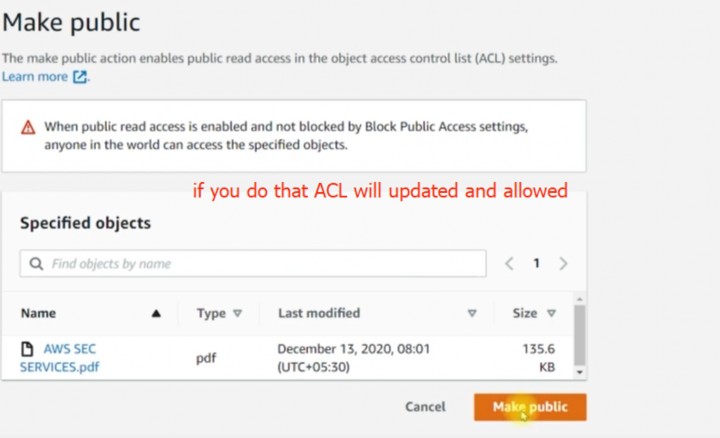 Make public
The make public action enables public read access in the object access control list (ACL) settings.
Learn more
When public read access is enabled and not blocked by Block Public Access settings,
anyone in the world can access the specified objects.
if you do that ACL will updated and allowed
Specified objects
Find objects by name
1
Name Type Last modified Size
AWS SEC pdf December 13, 2020, 08:01 135.6
SERVICES.pdf (UTC+05:30) KB
Cancel Make public